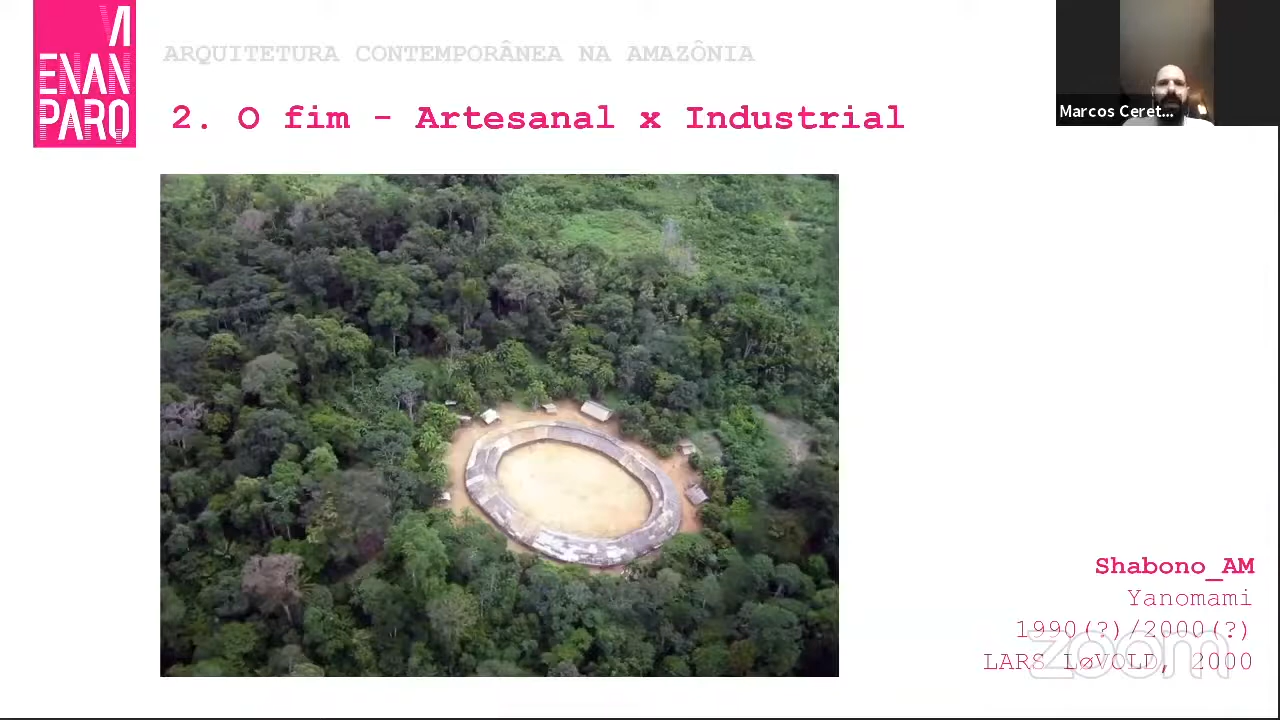 VI
ENAN
PARQ
ARQUITETURA CONTEMPORÂNEA NA AMAZÔNIA
2. O fim - Artesanal x Industrial
Marcos Ceret...
Shabono_AM
Yanomami
1990(?)/2000(?)
LARS LØVOLD, 2000
zoom